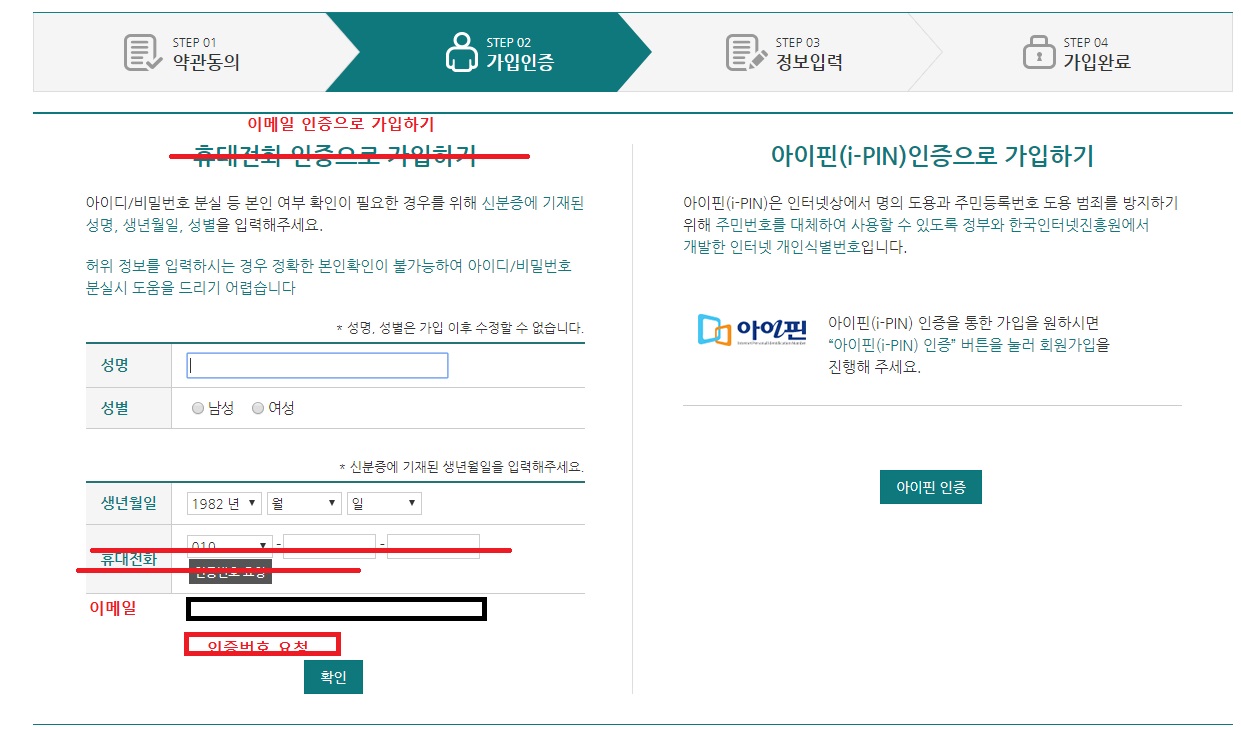 STEP 01
약관동의
STEP 02
가입인증
STEP 03
정보입력
STEP 04
가입완료
이메일 인증으로 가입하기
휴대전화 인증으로 가입하기
아이디/비밀번호 분실 등 본인 여부 확인이 필요한 경우를 위해 신분증에 기재된
성명, 생년월일, 성별을 입력해주세요.
허위 정보를 입력하시는 경우 정확한 본인확인이 불가능하여 아이디/비밀번호
분실시 도움을 드리기 어렵습니다
* 성명, 성별은 가입 이후 수정할 수 없습니다.
성명
성별 남성 여성
* 신분증에 기재된 생년월일을 입력해주세요.
생년월일 1982 년 월 일
휴대전화 010 - -
인증번호 요청
이메일
인증번호 요청
확인
아이핀(i-PIN)인증으로 가입하기
아이핀(i-PIN)은 인터넷상에서 명의 도용과 주민등록번호 도용 범죄를 방지하기
위해 주민번호를 대체하여 사용할 수 있도록 정부와 한국인터넷진흥원에서
개발한 인터넷 개인식별번호입니다.
아이핀
아이핀(i-PIN) 인증을 통한 가입을 원하시면
“아이핀(i-PIN) 인증” 버튼을 눌러 회원가입을
진행해 주세요.
아이핀 인증